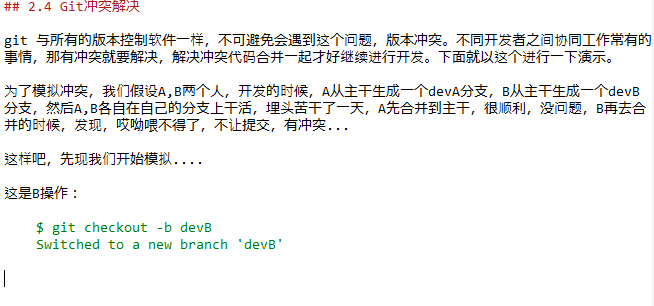 ## 2.4 Git冲突解决
git 与所有的版本控制软件一样，不可避免会遇到这个问题，版本冲突。不同开发者之间协同工作常有的
事情，那有冲突就要解决，解决冲突代码合并一起才好继续进行开发。下面就以这个进行一下演示。
为了模拟冲突，我们假设A,B两个人，开发的时候，A从主干生成一个devA分支，B从主干生成一个devB
分支，然后A,B各自在自己的分支上干活，埋头苦干了一天，A先合并到主干，很顺利，没问题，B再去合
并的时候，发现，哎呦喂不得了，不让提交，有冲突...
这样吧，先现我们开始模拟....
这是B操作：
$ git checkout -b devB
Switched to a new branch 'devB'